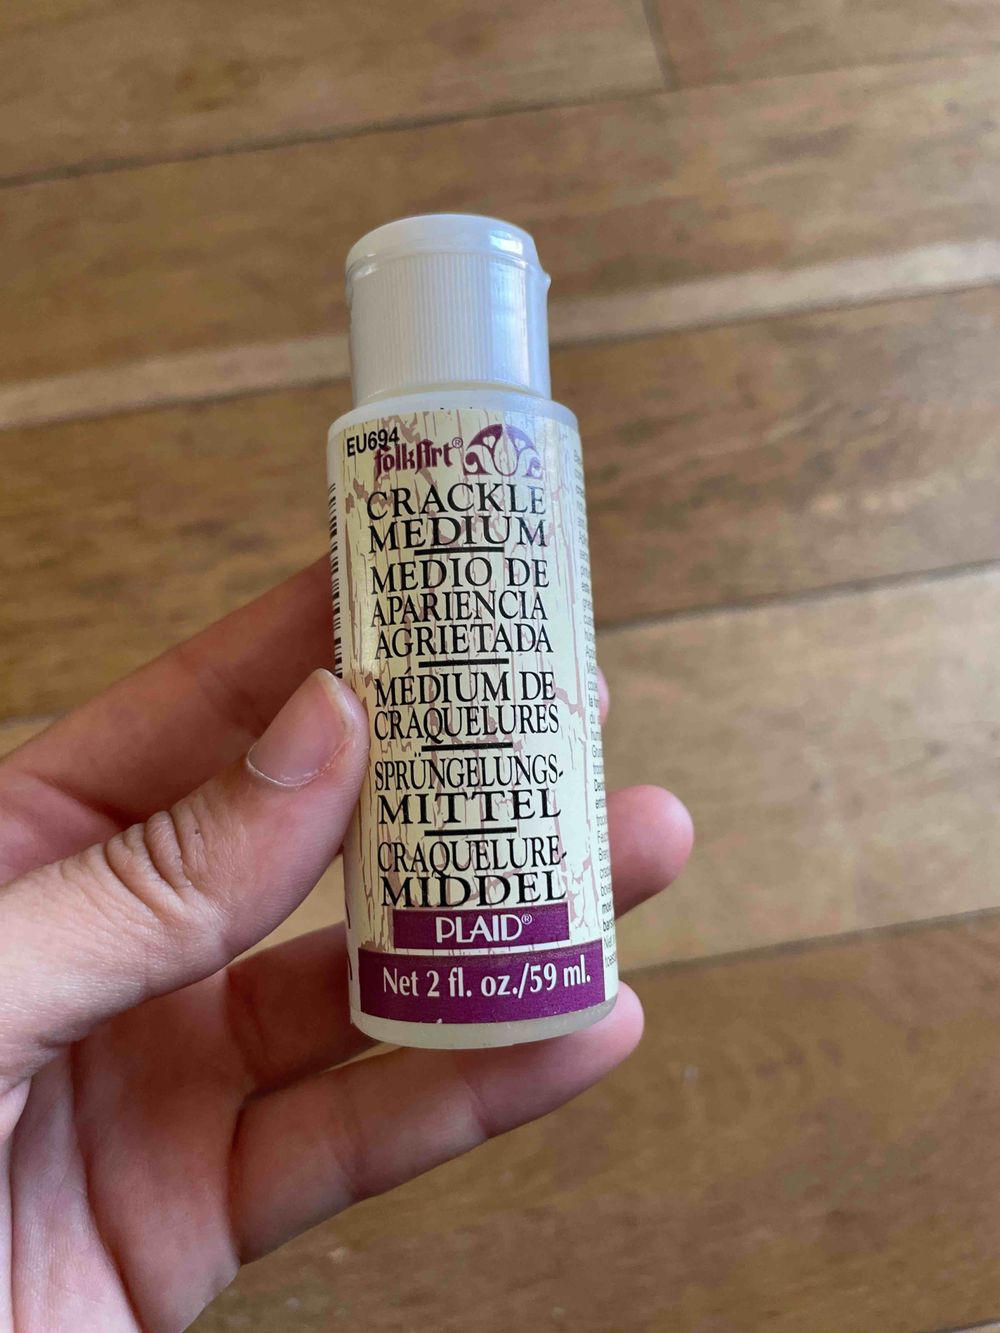 EU694
folkArt®
CRACKLE
MEDIUM
MEDIO DE
APARIENCIA
AGRIETADA
MÉDIUM DE
CRAQUELURES
SPRÜNGELUNGS-
MITTEL
CRAQUELURE-
MIDDEL
PLAID®
Net 2 fl. oz./59 ml.